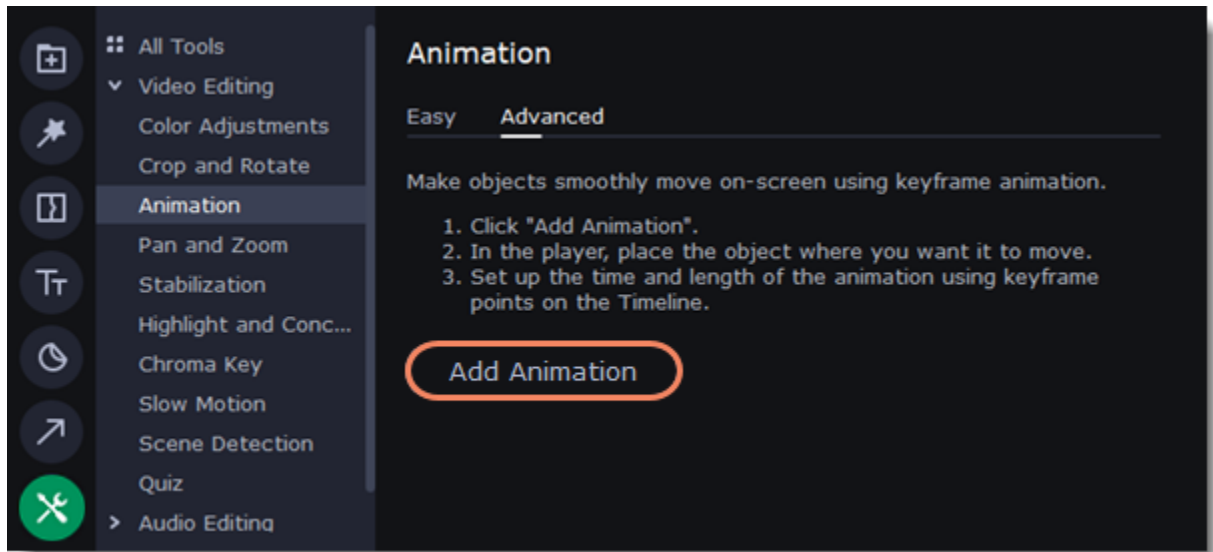 All Tools
Video Editing
Color Adjustments
Crop and Rotate
Animation
Pan and Zoom
Stabilization
Highlight and Conc...
Chroma Key
Slow Motion
Scene Detection
Quiz
Audio Editing
Animation
Easy Advanced
Make objects smoothly move on-screen using keyframe animation.
1. Click "Add Animation".
2. In the player, place the object where you want it to move.
3. Set up the time and length of the animation using keyframe
points on the Timeline.
Add Animation